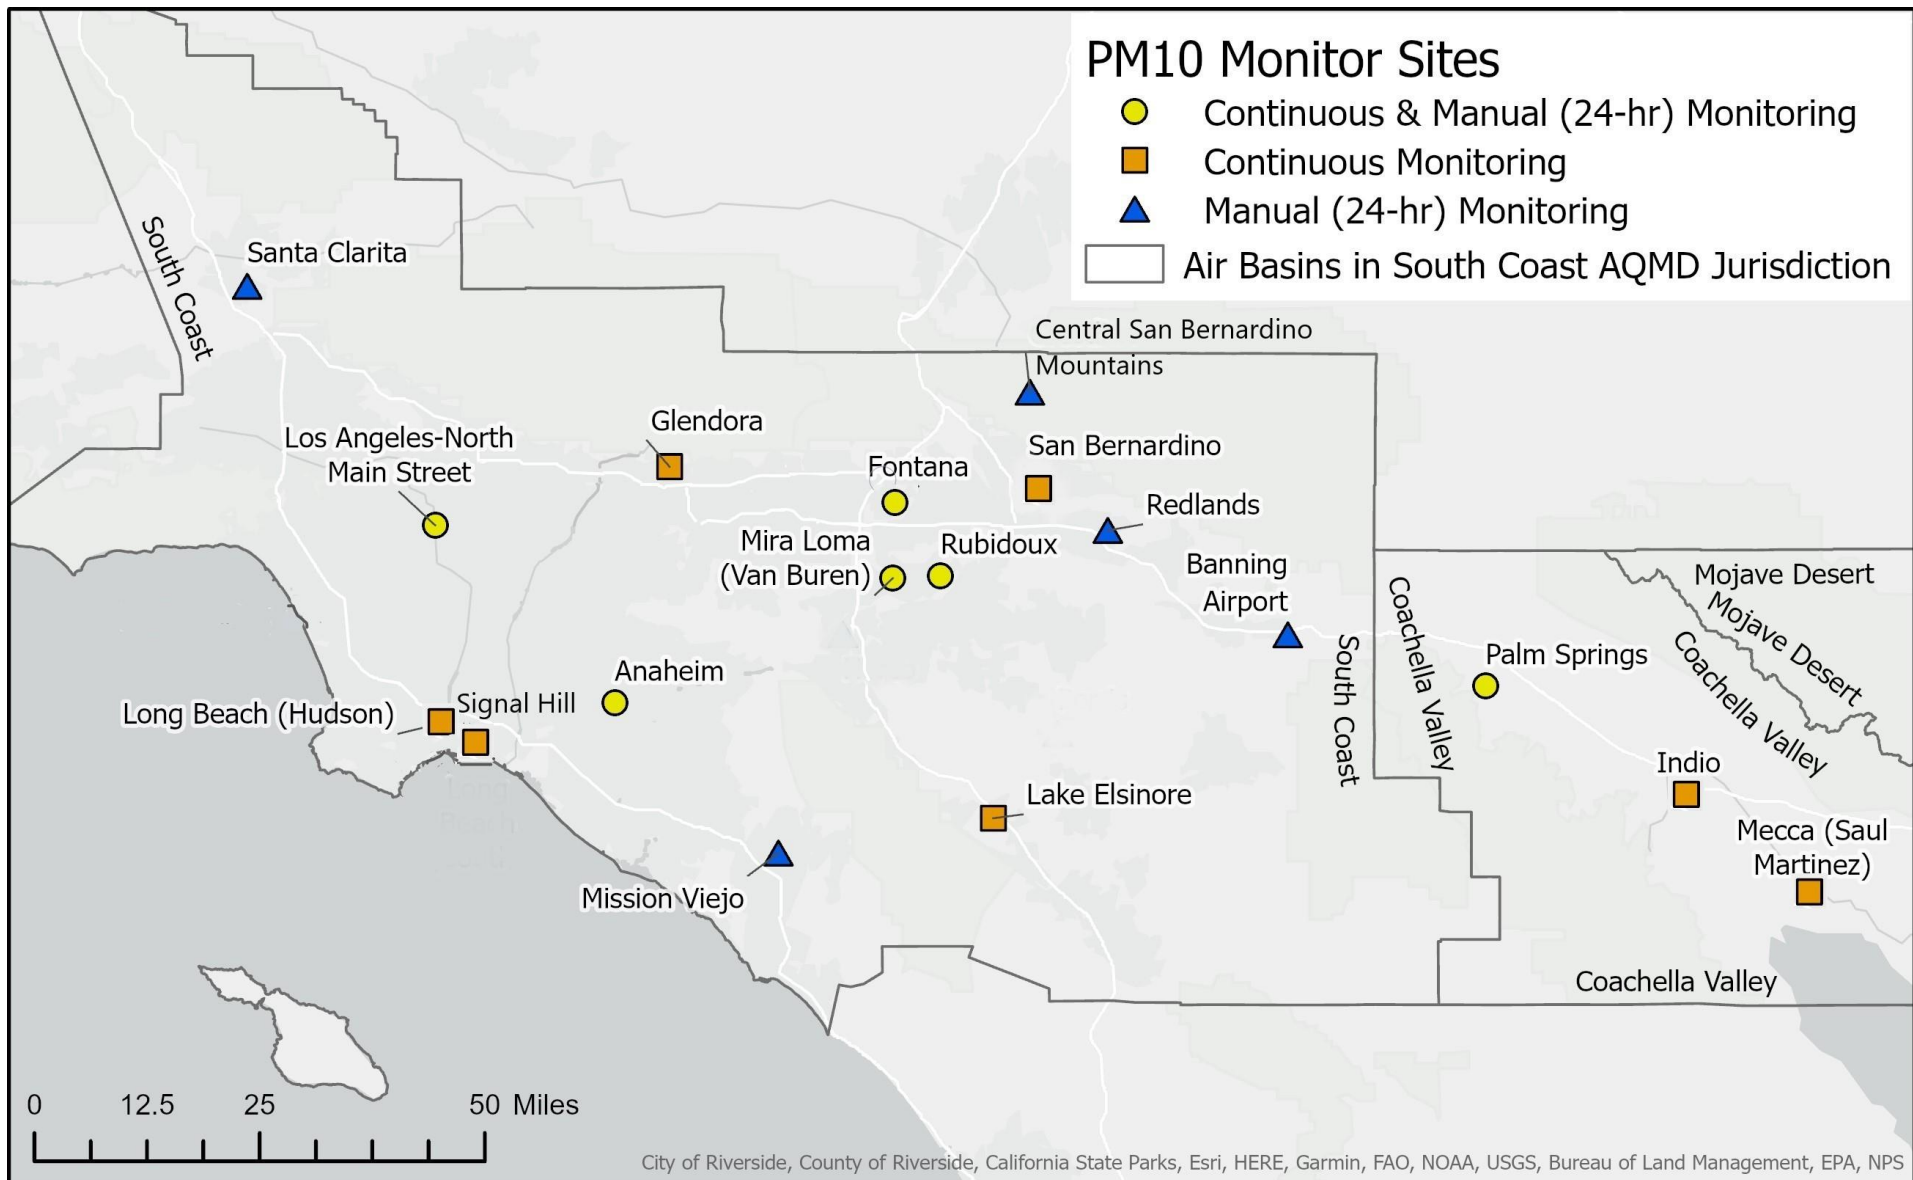 PM10 Monitor Sites
Continuous & Manual (24-hr) Monitoring
Continuous Monitoring
Manual (24-hr) Monitoring
Air Basins in South Coast AQMD Jurisdiction
South Coast
Santa Clarita
Central San Bernardino
Mountains
Glendora
Los Angeles-North
Main Street
San Bernardino
Fontana
Redlands
Mira Loma
(Van Buren)
Rubidoux
Banning
Airport
Mojave Desert
Mojave Desert
Coachella Valley
Coachella Valley
South Coast
Palm Springs
Anaheim
Long Beach (Hudson)
Signal Hill
Indio
Lake Elsinore
Mecca (Saul
Martinez)
Mission Viejo
Coachella Valley
0 12.5 25 50 Miles
City of Riverside, County of Riverside, California State Parks, Esri, HERE, Garmin, FAO, NOAA, USGS, Bureau of Land Management, EPA, NPS